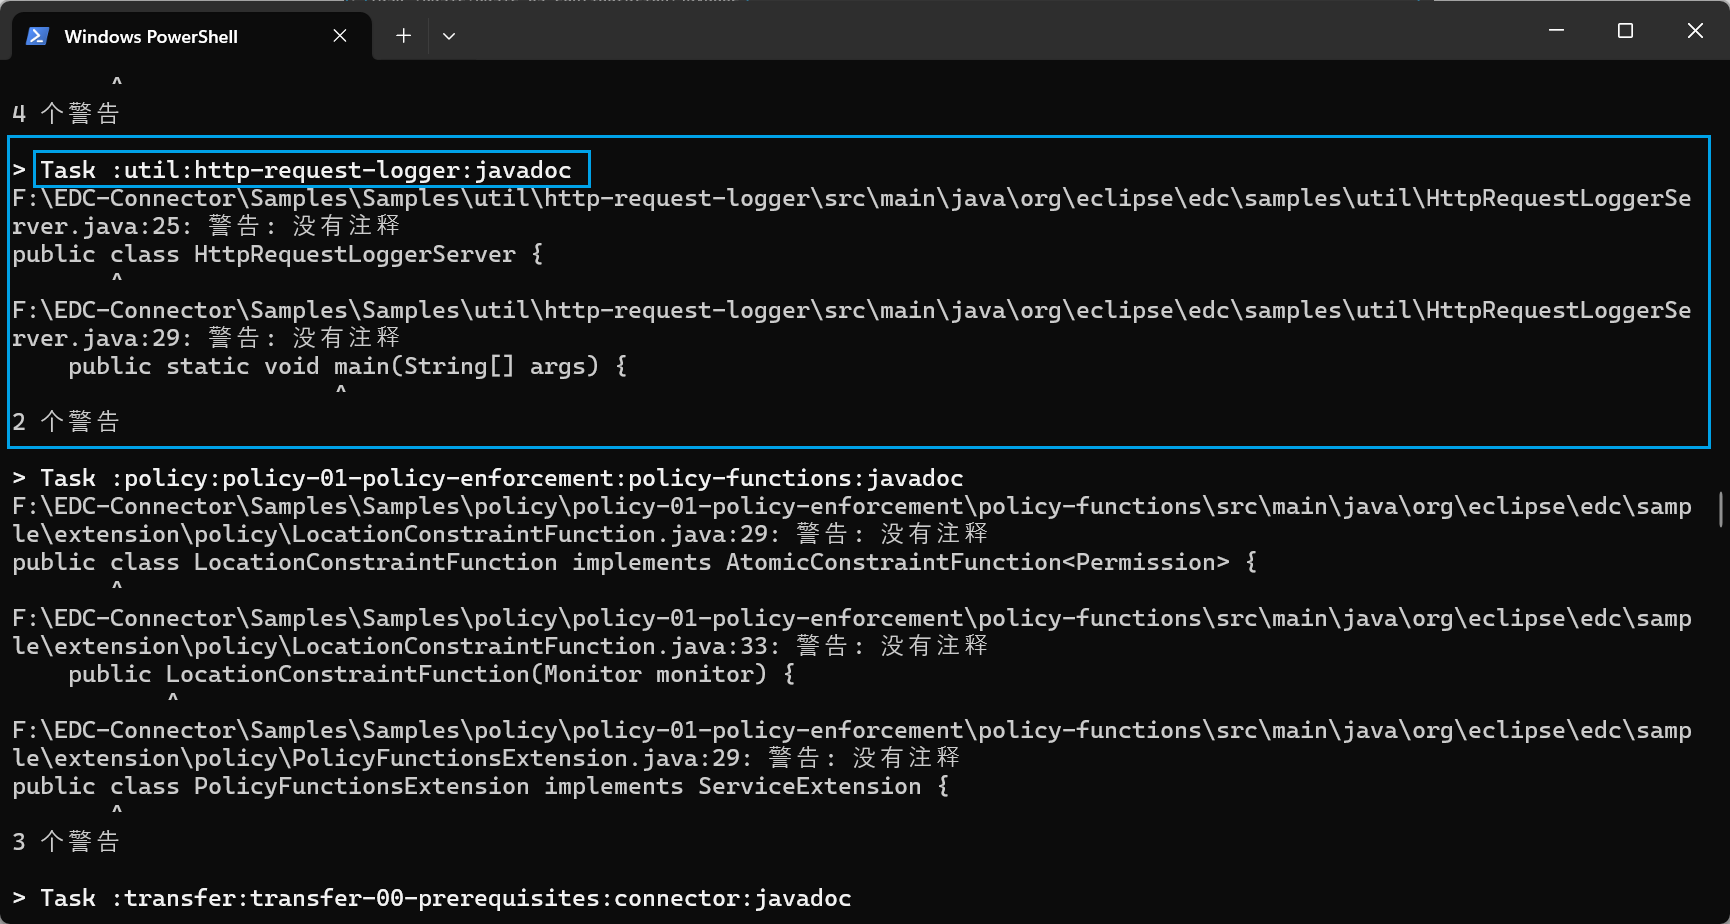 Windows PowerShell
^
4 个警告
> Task :util:http-request-logger:javadoc
F:\EDC-Connector\Samples\Samples\util\http-request-logger\src\main\java\org\eclipse\edc\samples\util\HttpRequestLoggerSe
rver.java:25: 警告: 没有注释
public class HttpRequestLoggerServer {
^
F:\EDC-Connector\Samples\Samples\util\http-request-logger\src\main\java\org\eclipse\edc\samples\util\HttpRequestLoggerSe
rver.java:29: 警告: 没有注释
public static void main(String[] args) {
^
2 个警告
> Task :policy:policy-01-policy-enforcement:policy-functions:javadoc
F:\EDC-Connector\Samples\Samples\policy\policy-01-policy-enforcement\policy-functions\src\main\java\org\eclipse\edc\samp
le\extension\policy\LocationConstraintFunction.java:29: 警告: 没有注释
public class LocationConstraintFunction implements AtomicConstraintFunction<Permission> {
^
F:\EDC-Connector\Samples\Samples\policy\policy-01-policy-enforcement\policy-functions\src\main\java\org\eclipse\edc\samp
le\extension\policy\LocationConstraintFunction.java:33: 警告: 没有注释
public LocationConstraintFunction(Monitor monitor) {
^
F:\EDC-Connector\Samples\Samples\policy\policy-01-policy-enforcement\policy-functions\src\main\java\org\eclipse\edc\samp
le\extension\policy\PolicyFunctionsExtension.java:29: 警告: 没有注释
public class PolicyFunctionsExtension implements ServiceExtension {
^
3 个警告
> Task :transfer:transfer-00-prerequisites:connector:javadoc